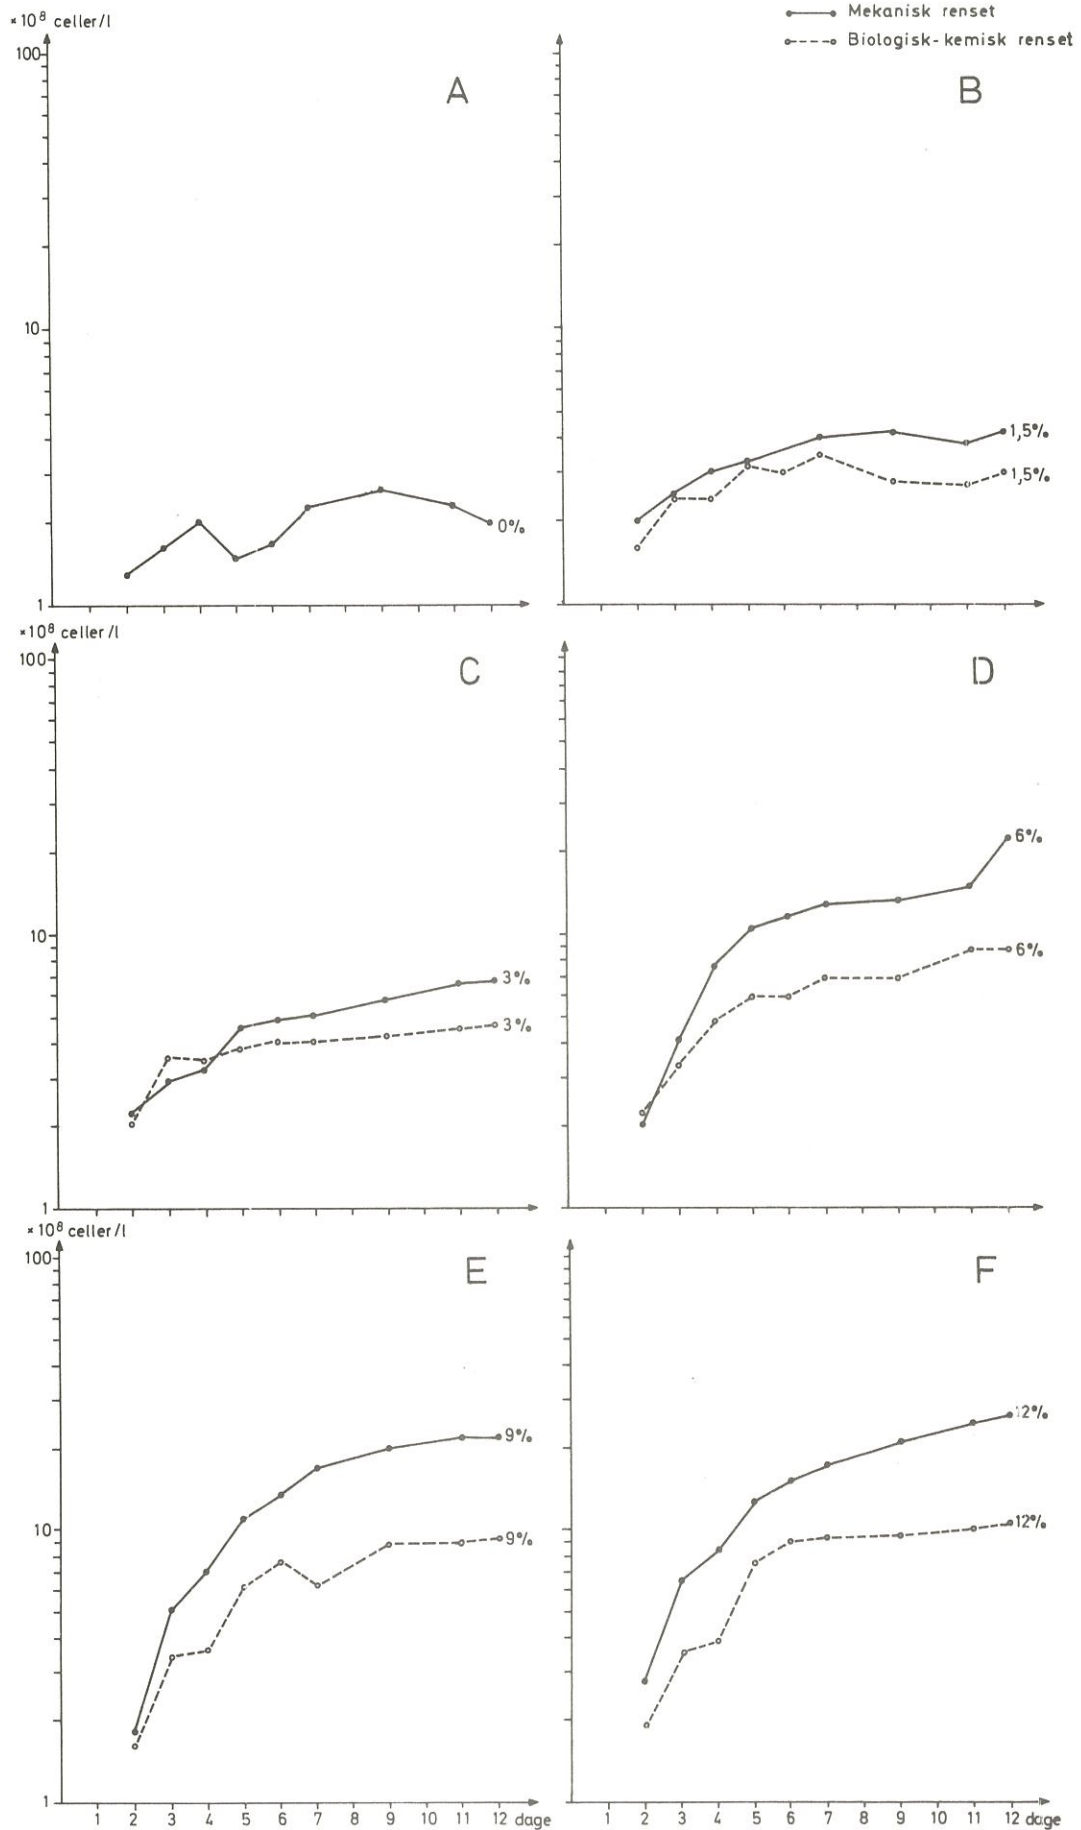 Mekanisk renset
Biologisk-kemisk renset
×10⁸ celler/l
100
10
1
A
0%
B
1,5%
1,5%
×10⁸ celler/l
100
10
1
C
3%
3%
D
6%
6%
×10⁸ celler/l
100
10
1
E
9%
9%
1 2 3 4 5 6 7 8 9 10 11 12 dage
F
12%
12%
1 2 3 4 5 6 7 8 9 10 11 12 dage